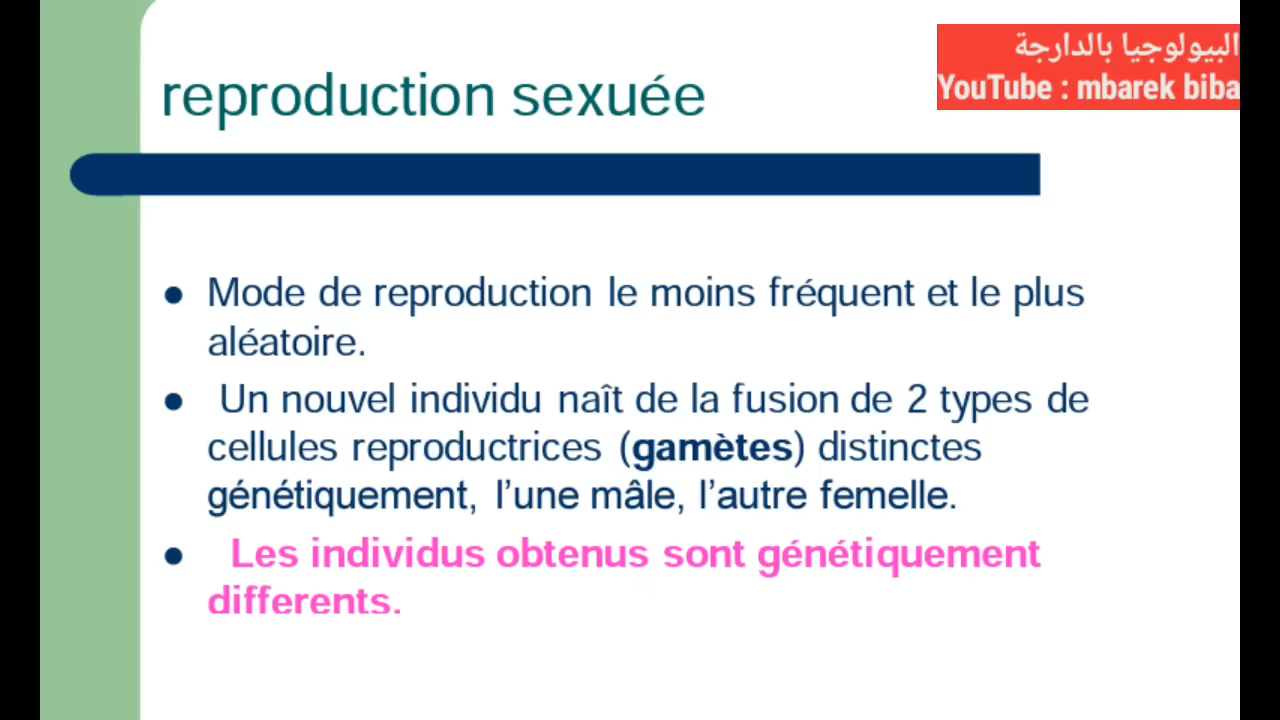 البيولوجيا بالدارجة
YouTube : mbarek biba
reproduction sexuée
Mode de reproduction le moins fréquent et le plus
aléatoire.
Un nouvel individu naît de la fusion de 2 types de
cellules reproductrices (gamètes) distinctes
génétiquement, l’une mâle, l’autre femelle.
Les individus obtenus sont génétiquement
differents.